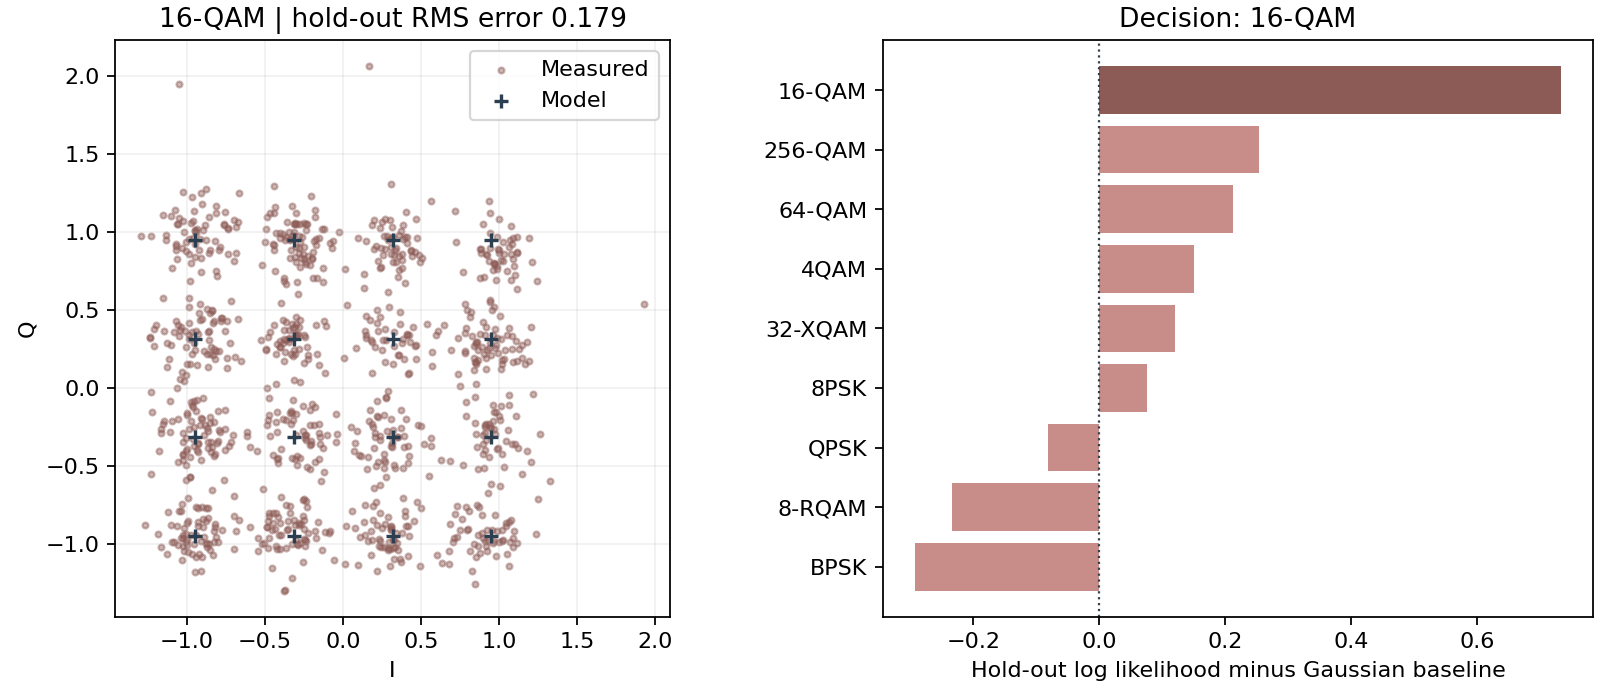 16-QAM | hold-out RMS error 0.179
Measured
Model
2.0
1.5
1.0
0.5
0.0
−0.5
−1.0
Q
−1.0
−0.5
0.0
0.5
1.0
1.5
2.0
I
Decision: 16-QAM
16-QAM
256-QAM
64-QAM
4QAM
32-XQAM
8PSK
QPSK
8-RQAM
BPSK
−0.2
0.0
0.2
0.4
0.6
Hold-out log likelihood minus Gaussian baseline